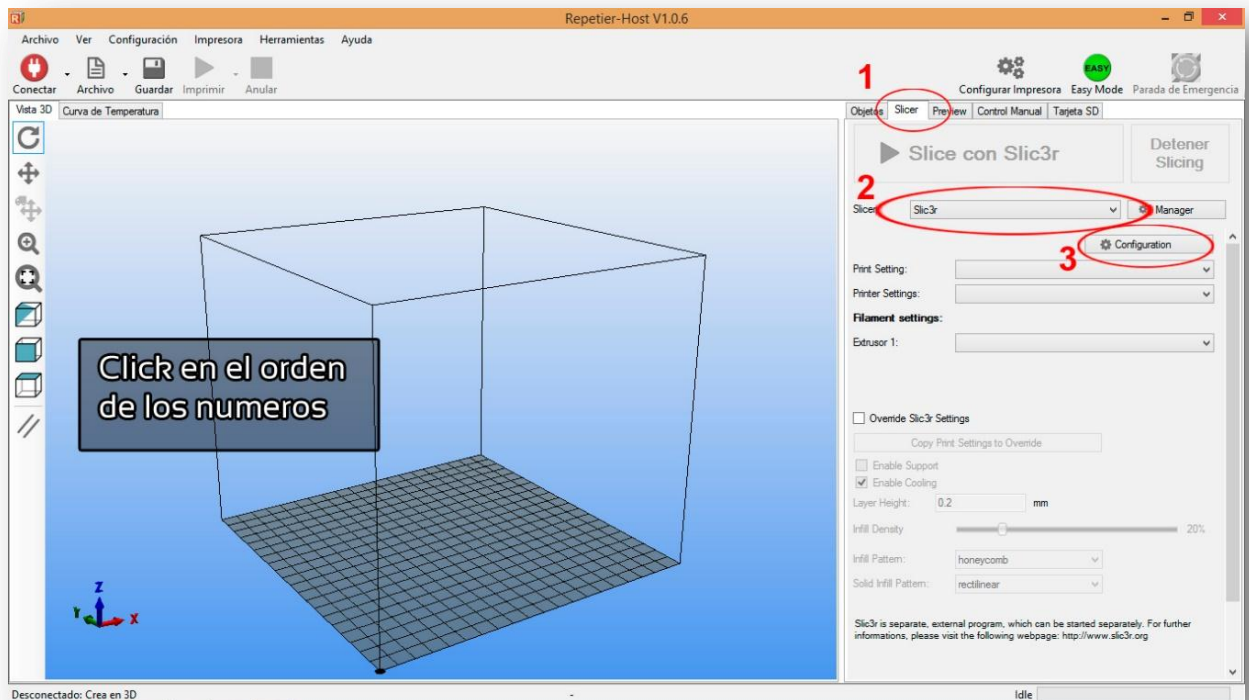 Repetier-Host V1.0.6
Archivo Ver Configuración Impresora Herramientas Ayuda
Conectar Archivo Guardar Imprimir Anular
Configurar Impresora Easy Mode Parada de Emergencia
EASY
Vista 3D Curva de Temperatura
1
Objetos Slicer Preview Control Manual Tarjeta SD
Slice con Slic3r
Detener
Slicing
2
Slicer: Slic3r Manager
3 Configuration
Print Setting:
Printer Settings:
Filament settings:
Extrusor 1:
Click en el orden
de los numeros
Override Slic3r Settings
Copy Print Settings to Override
Enable Support
Enable Cooling
Layer Height: 0.2 mm
Infill Density 20%
Infill Pattern: honeycomb
Solid Infill Pattern: rectilinear
Z
Y
X
Slic3r is separate, external program, which can be started separately. For further
informations, please visit the following webpage: http://www.slic3r.org
Desconectado: Crea en 3D - Idle